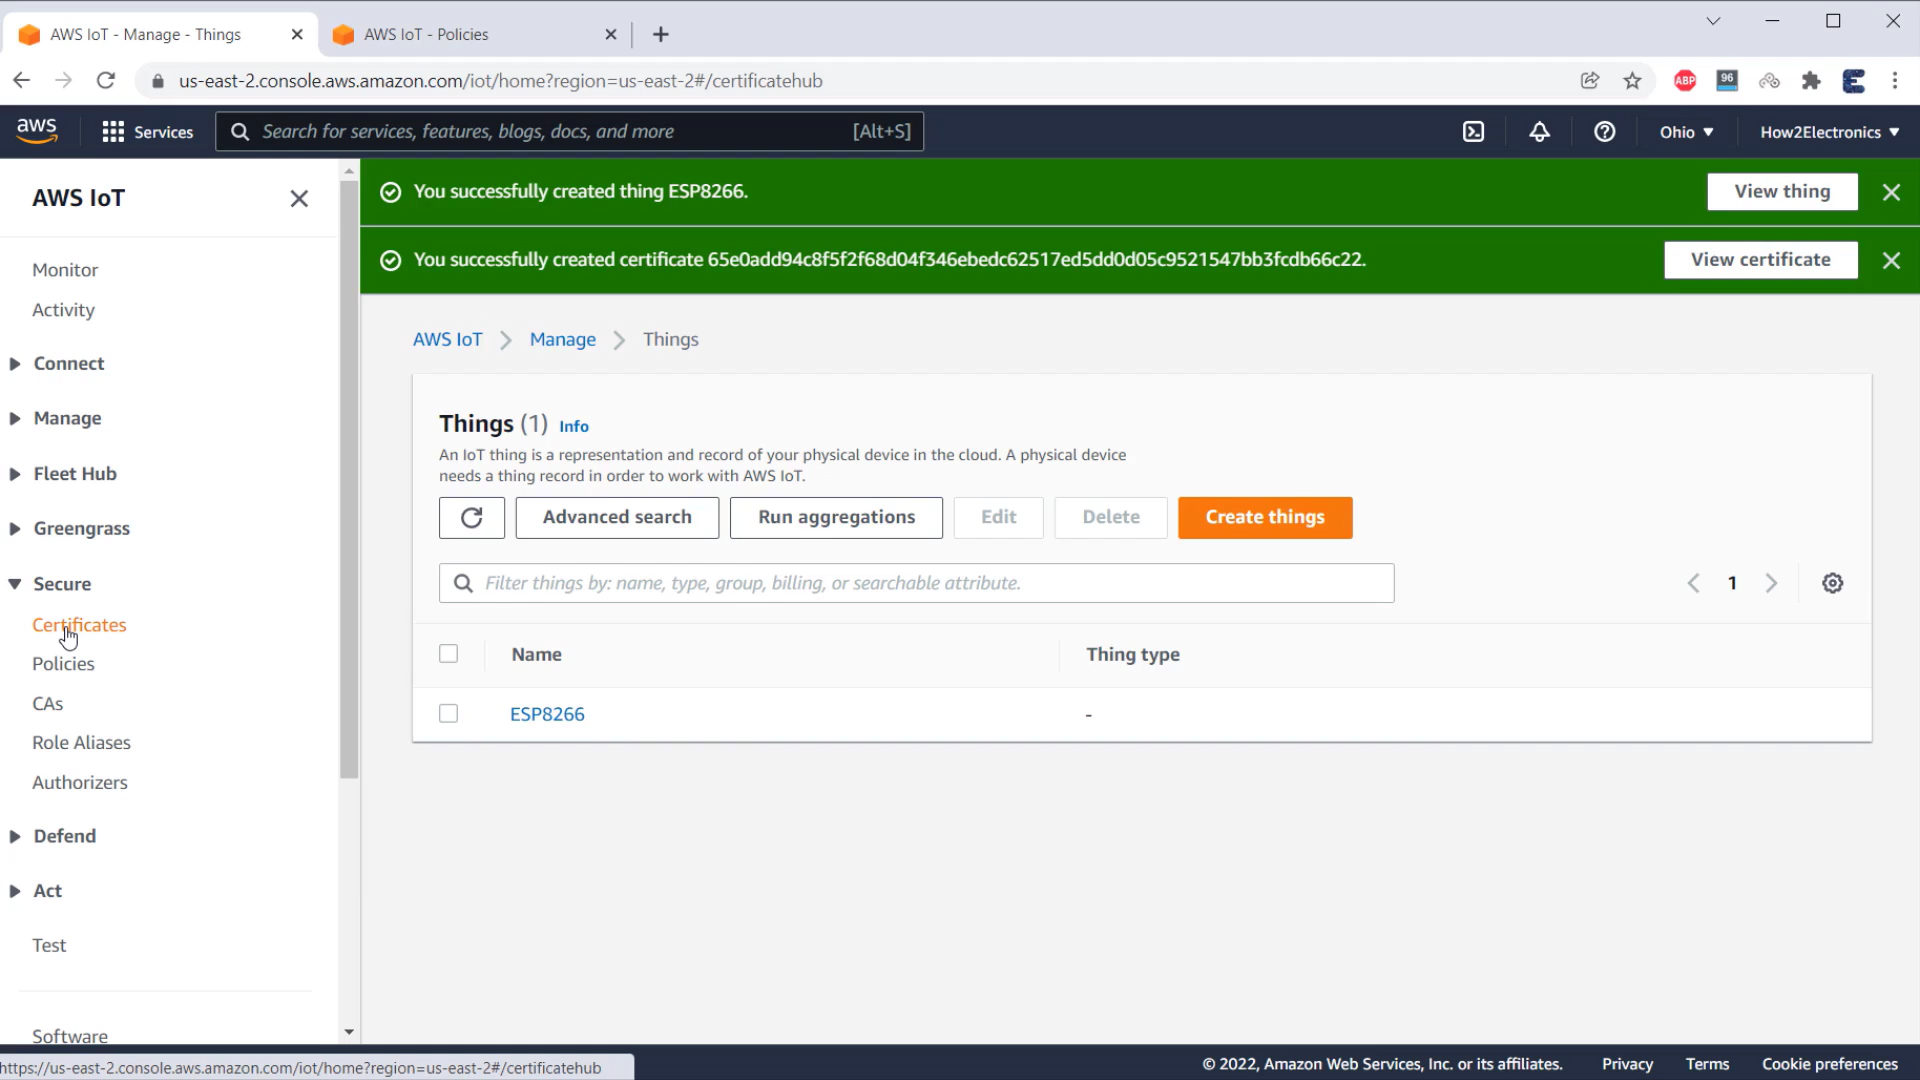 AWS IoT - Manage - Things
AWS IoT - Policies
us-east-2.console.aws.amazon.com/iot/home?region=us-east-2#/certificatehub
ABP
96
aws
Services
Search for services, features, blogs, docs, and more
[Alt+S]
Ohio
How2Electronics
AWS IoT
Monitor
Activity
Connect
Manage
Fleet Hub
Greengrass
Secure
Certificates
Policies
CAs
Role Aliases
Authorizers
Defend
Act
Test
Software
You successfully created thing ESP8266.
View thing
You successfully created certificate 65e0add94c8f5f2f68d04f346ebedc62517ed5dd0d05c9521547bb3fcdb66c22.
View certificate
AWS IoT
Manage
Things
Things (1) Info
An IoT thing is a representation and record of your physical device in the cloud. A physical device
needs a thing record in order to work with AWS IoT.
Advanced search
Run aggregations
Edit
Delete
Create things
Filter things by: name, type, group, billing, or searchable attribute.
1
Name
Thing type
ESP8266
-
https://us-east-2.console.aws.amazon.com/iot/home?region=us-east-2#/certificatehub
© 2022, Amazon Web Services, Inc. or its affiliates.
Privacy
Terms
Cookie preferences